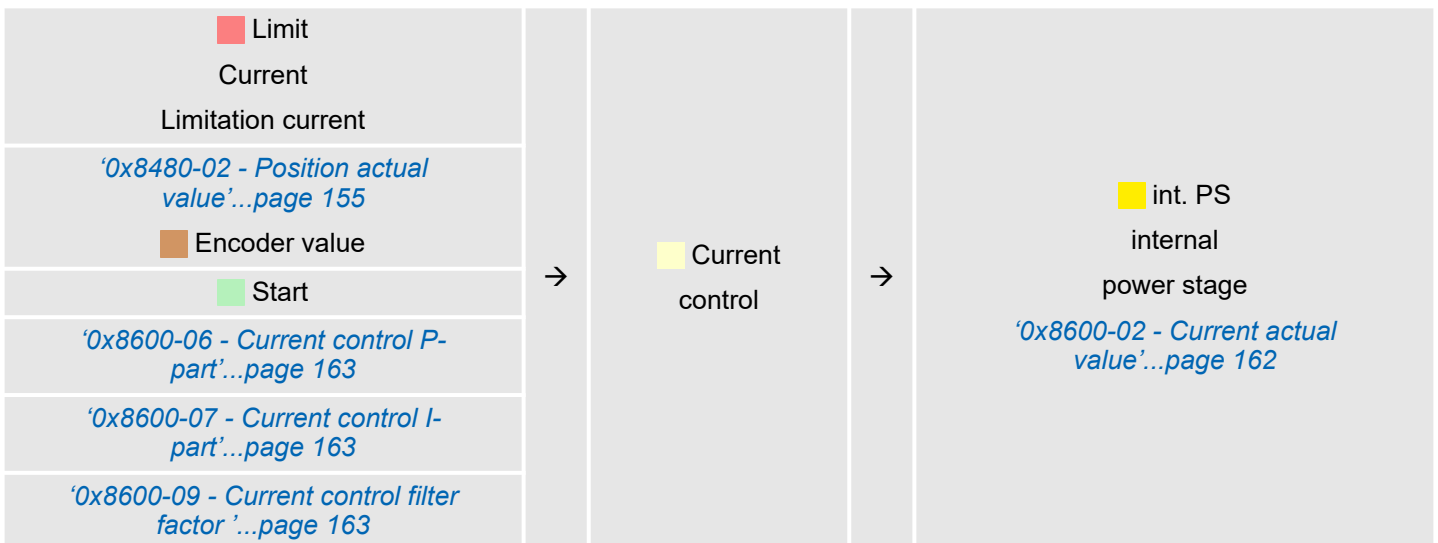 Limit
Current
Limitation current
‘0x8480-02 - Position actual
value’...page 155
Encoder value
Start
‘0x8600-06 - Current control P-
part’...page 163
‘0x8600-07 - Current control I-
part’...page 163
‘0x8600-09 - Current control filter
factor ’...page 163
→
Current
control
→
int. PS
internal
power stage
‘0x8600-02 - Current actual
value’...page 162